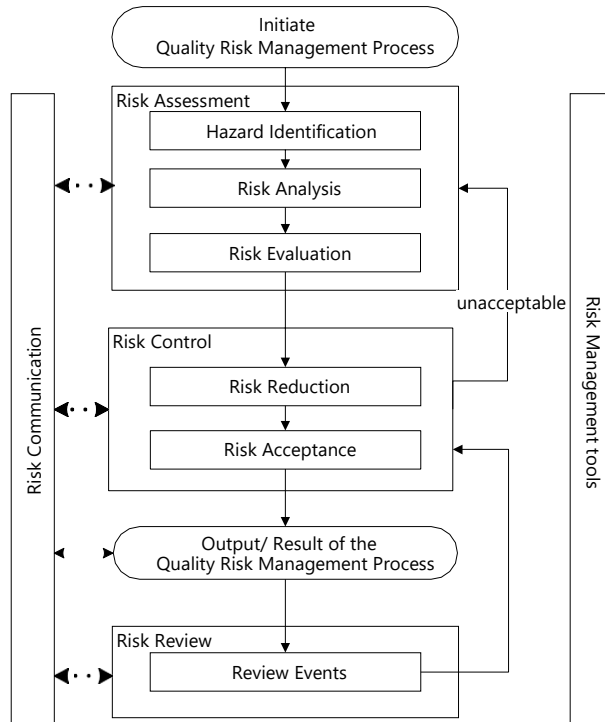 Initiate
Quality Risk Management Process
Risk Assessment
Hazard Identification
Risk Analysis
Risk Evaluation
unacceptable
Risk Control
Risk Reduction
Risk Acceptance
Output/ Result of the
Quality Risk Management Process
Risk Review
Review Events
Risk Communication
Risk Management tools